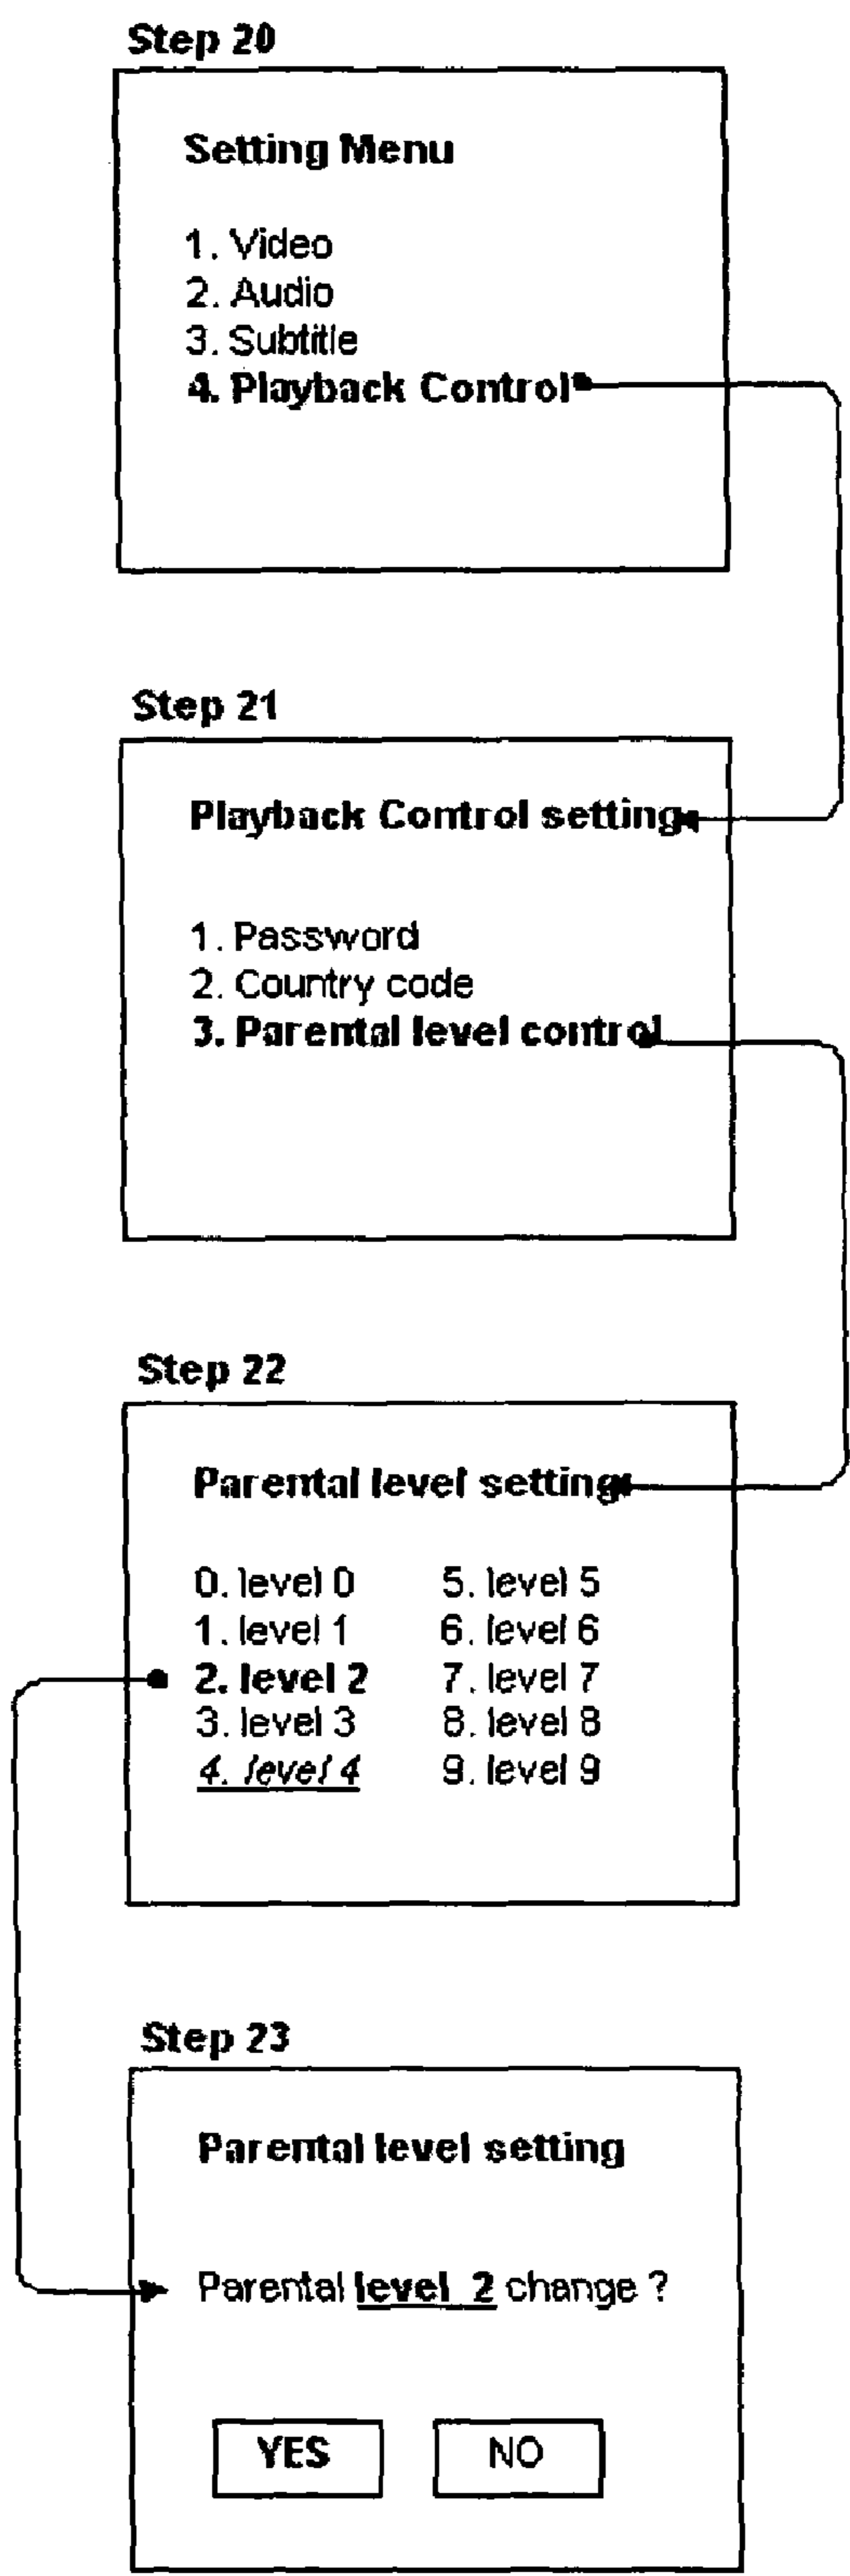 Step 20
Setting Menu
1. Video
2. Audio
3. Subtitle
4. Playback Control
Step 21
Playback Control setting
1. Password
2. Country code
3. Parental level control
Step 22
Parental level setting
0. level 0 5. level 5
1. level 1 6. level 6
2. level 2 7. level 7
3. level 3 8. level 8
4. level 4 9. level 9
Step 23
Parental level setting
Parental level 2 change ?
YES NO